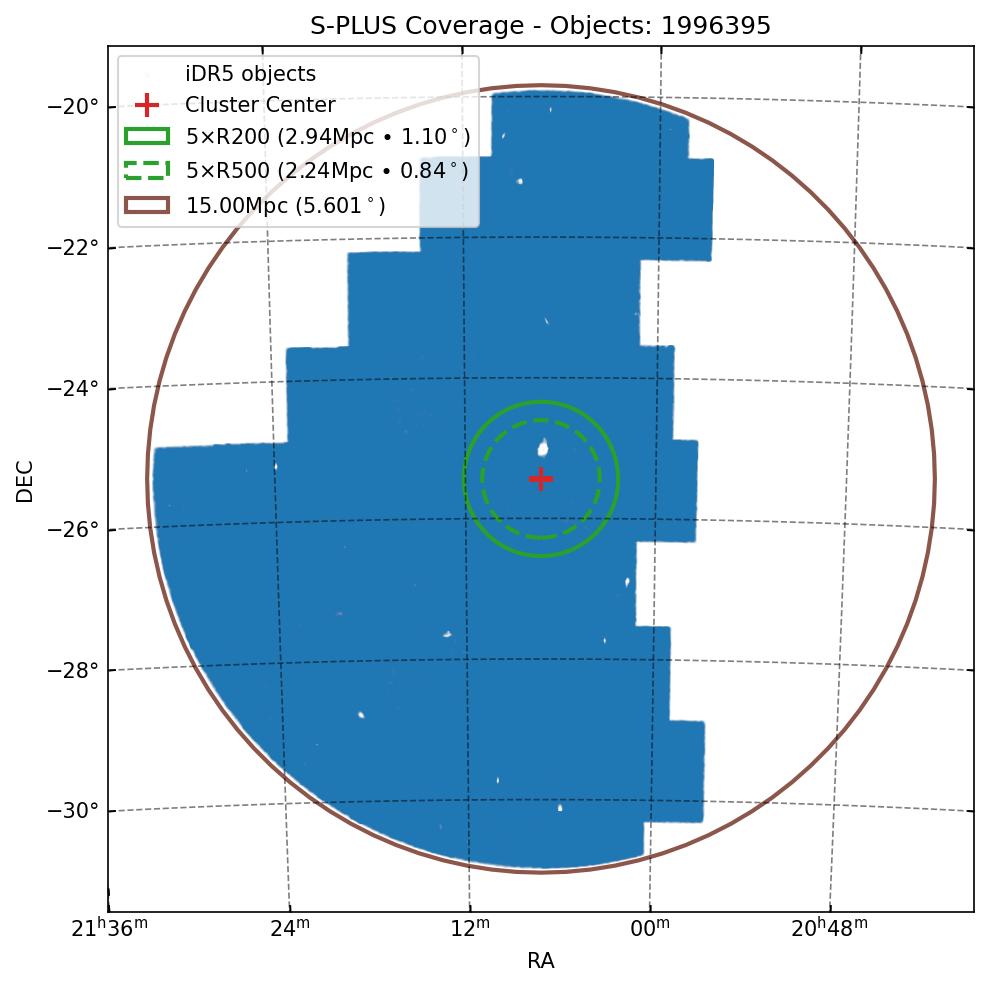 S-PLUS Coverage - Objects: 1996395
iDR5 objects
Cluster Center
5×R200 (2.94Mpc • 1.10°)
5×R500 (2.24Mpc • 0.84°)
15.00Mpc (5.601°)
−20°
−22°
−24°
−26°
−28°
−30°
DEC
21ʰ36ᵐ 24ᵐ 12ᵐ 00ᵐ 20ʰ48ᵐ
RA